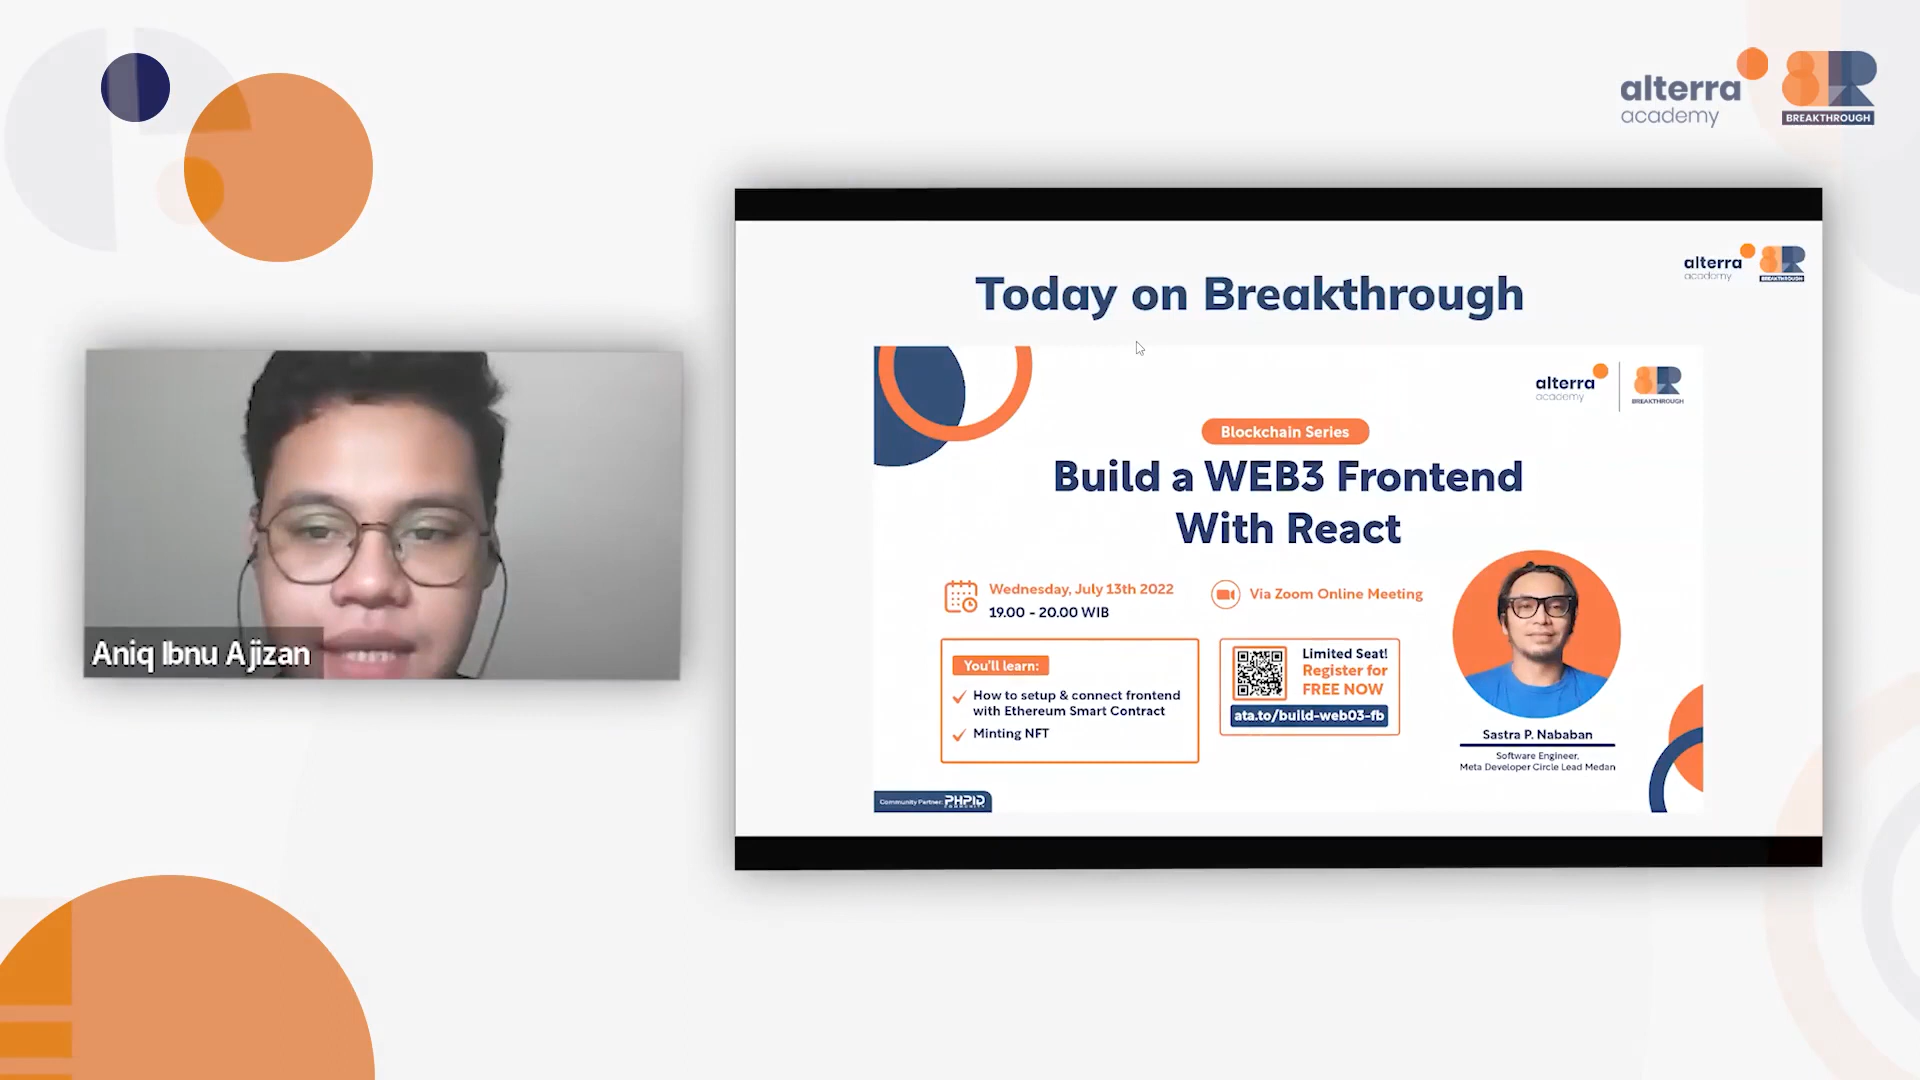 alterra
academy
BREAKTHROUGH
Aniq Ibnu Ajizan
Today on Breakthrough
alterra
academy
BREAKTHROUGH
alterra
academy
BREAKTHROUGH
Blockchain Series
Build a WEB3 Frontend
With React
Wednesday, July 13th 2022
19.00 - 20.00 WIB
Via Zoom Online Meeting
You'll learn:
How to setup & connect frontend
with Ethereum Smart Contract
Minting NFT
Limited Seat!
Register for
FREE NOW
ata.to/build-web03-fb
Sastra P. Nababan
Software Engineer,
Meta Developer Circle Lead Medan
Community Partner: PHPID
COMMUNITY